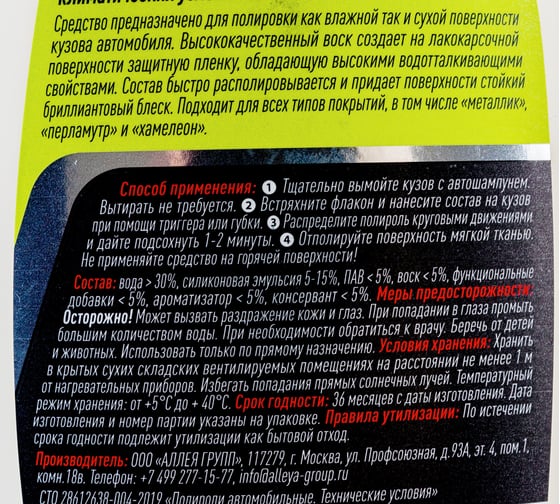 Средство предназначено для полировки как влажной так и сухой поверхности
кузова автомобиля. Высококачественный воск создает на лакокарсочной
поверхности защитную пленку, обладающую высокими водотталкивающими
свойствами. Состав быстро располировывается и придает поверхности стойкий
бриллиантовый блеск. Подходит для всех типов покрытий, в том числе «металлик»,
«перламутр» и «хамелеон».
Способ применения: 1 Тщательно вымойте кузов с автошампунем.
Вытирать не требуется. 2 Встряхните флакон и нанесите состав на кузов
при помощи триггера или губки. 3 Распределите полироль круговыми движениями
и дайте подсохнуть 1-2 минуты. 4 Отполируйте поверхность мягкой тканью.
Не применяйте средство на горячей поверхности!
Состав: вода > 30%, силиконовая эмульсия 5-15%, ПАВ < 5%, воск < 5%, функциональные
добавки < 5%, ароматизатор < 5%, консервант < 5%. Меры предосторожности:
Осторожно! Может вызвать раздражение кожи и глаз. При попадании в глаза промыть
большим количеством воды. При необходимости обратиться к врачу. Беречь от детей
и животных. Использовать только по прямому назначению. Условия хранения: Хранить
в крытых сухих складских вентилируемых помещениях на расстоянии не менее 1 м
от нагревательных приборов. Избегать попадания прямых солнечных лучей. Температурный
режим хранения: от +5°C до + 40°C. Срок годности: 36 месяцев с даты изготовления. Дата
изготовления и номер партии указаны на упаковке. Правила утилизации: По истечении
срока годности подлежит утилизации как бытовой отход.
Производитель: ООО «АЛЛЕЯ ГРУПП», 117279, г. Москва, ул. Профсоюзная, д.93А, эт. 4, пом.1,
комн.18в. Телефон: +7 499 277-15-77, info@alleya-group.ru
СТО 28612638-004-2019 «Полироли автомобильные. Технические условия»